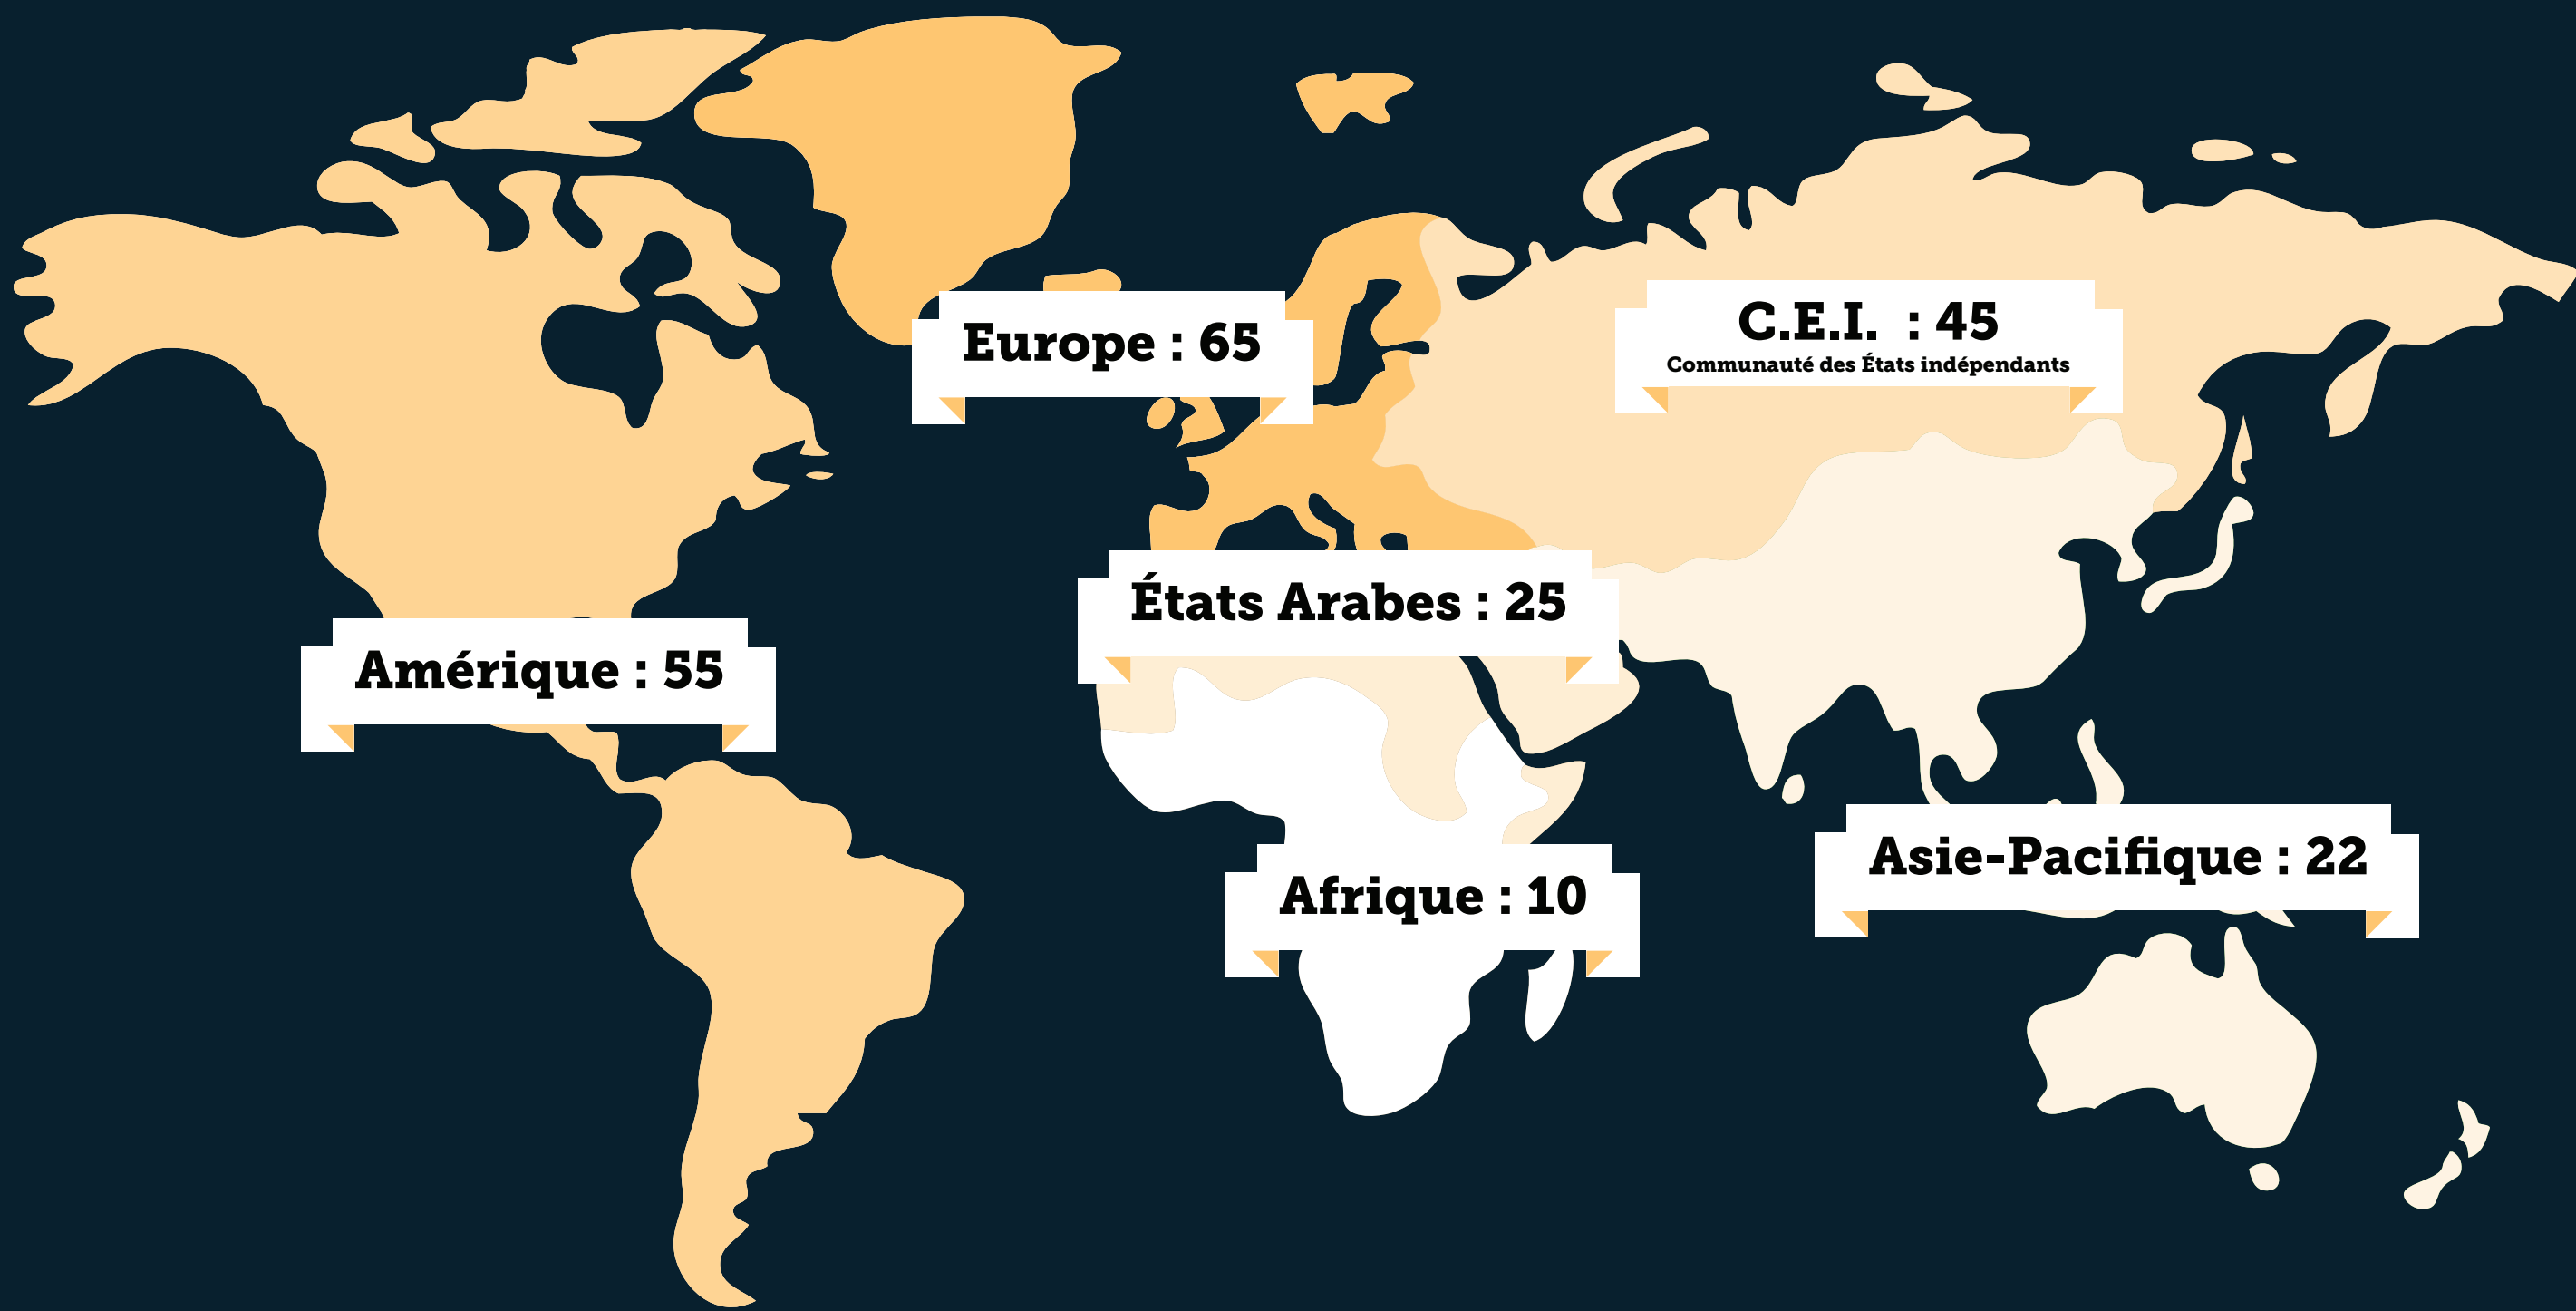 Europe : 65
C.E.I. : 45
Communauté des États indépendants
États Arabes : 25
Amérique : 55
Asie-Pacifique : 22
Afrique : 10